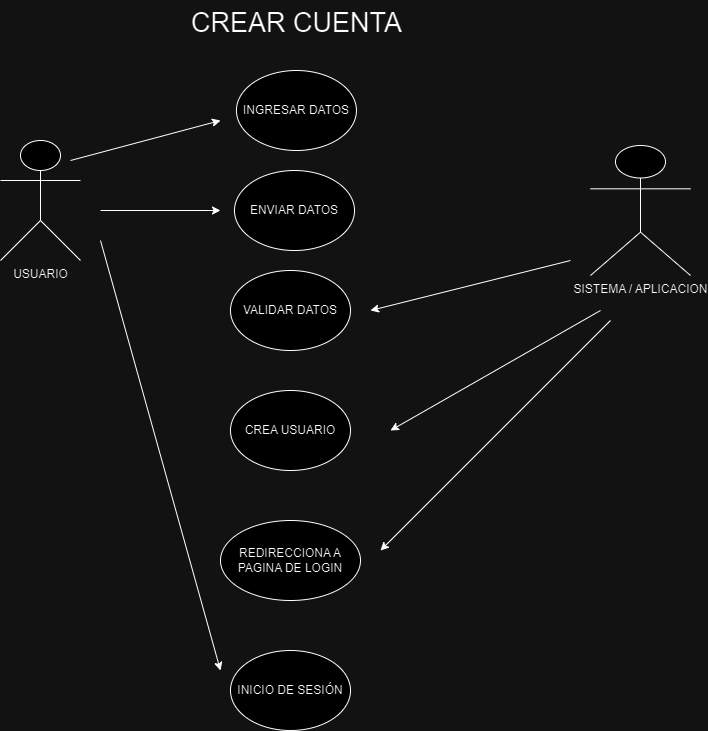 CREAR CUENTA
INGRESAR DATOS
ENVIAR DATOS
USUARIO
VALIDAR DATOS
SISTEMA / APLICACION
CREA USUARIO
REDIRECCIONA A
PAGINA DE LOGIN
INICIO DE SESIÓN